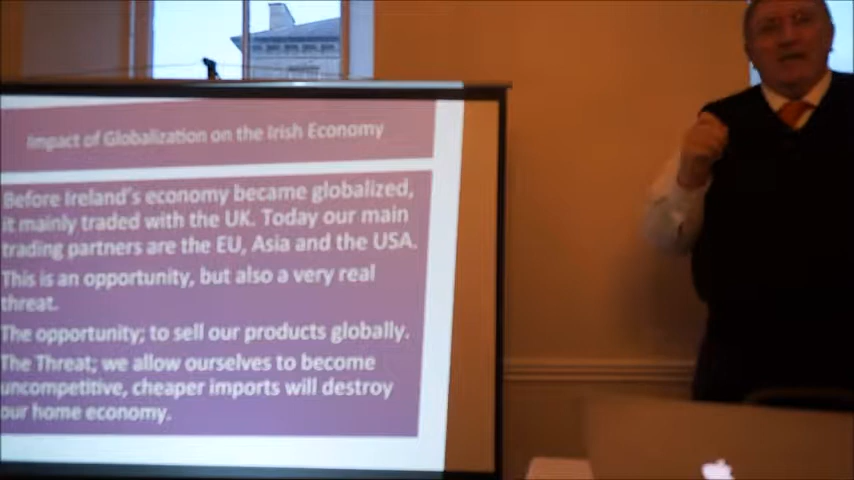 Impact of Globalization on the Irish Economy
Before Ireland's economy became globalized,
it mainly traded with the UK. Today our main
trading partners are the EU, Asia and the USA.
This is an opportunity, but also a very real
threat.
The opportunity; to sell our products globally.
The Threat; we allow ourselves to become
uncompetitive, cheaper imports will destroy
our home economy.